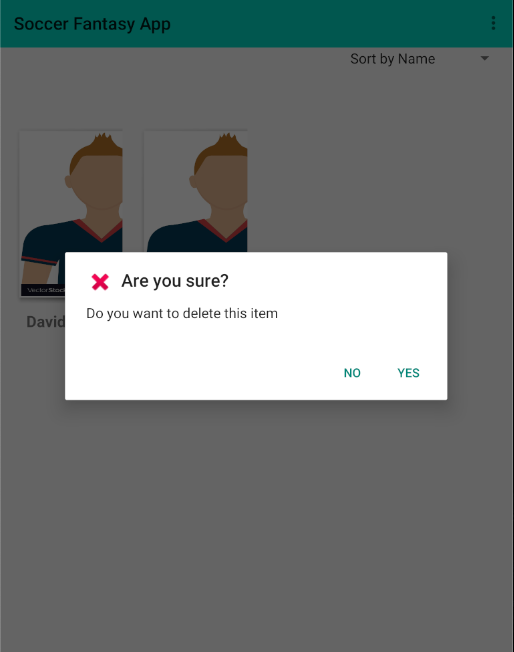 Soccer Fantasy App
Sort by Name
VectorStock
David
Are you sure?
Do you want to delete this item
NO
YES